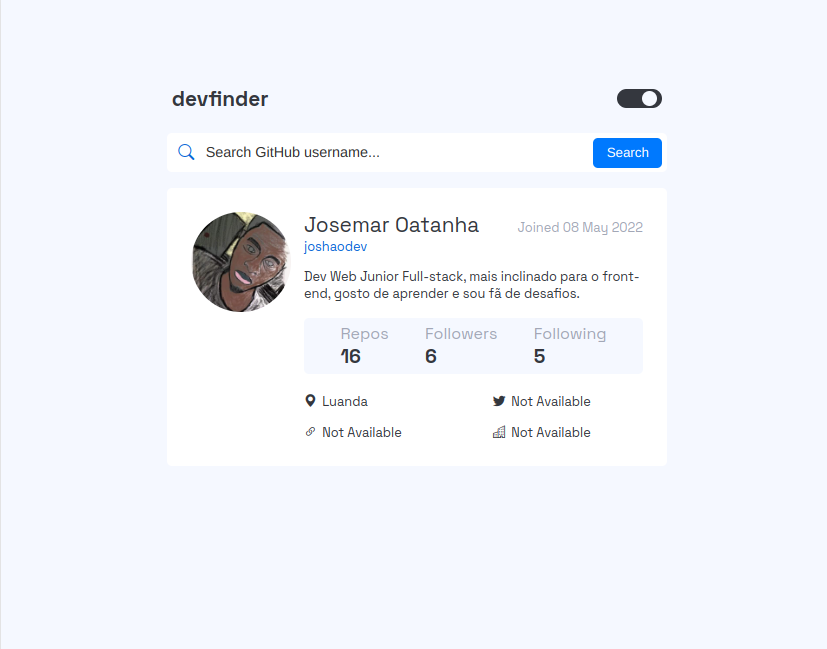 devfinder
Search GitHub username...
Search
Josemar Oatanha
Joined 08 May 2022
joshaodev
Dev Web Junior Full-stack, mais inclinado para o front-
end, gosto de aprender e sou fã de desafios.
Repos
Followers
Following
16
6
5
Luanda
Not Available
Not Available
Not Available